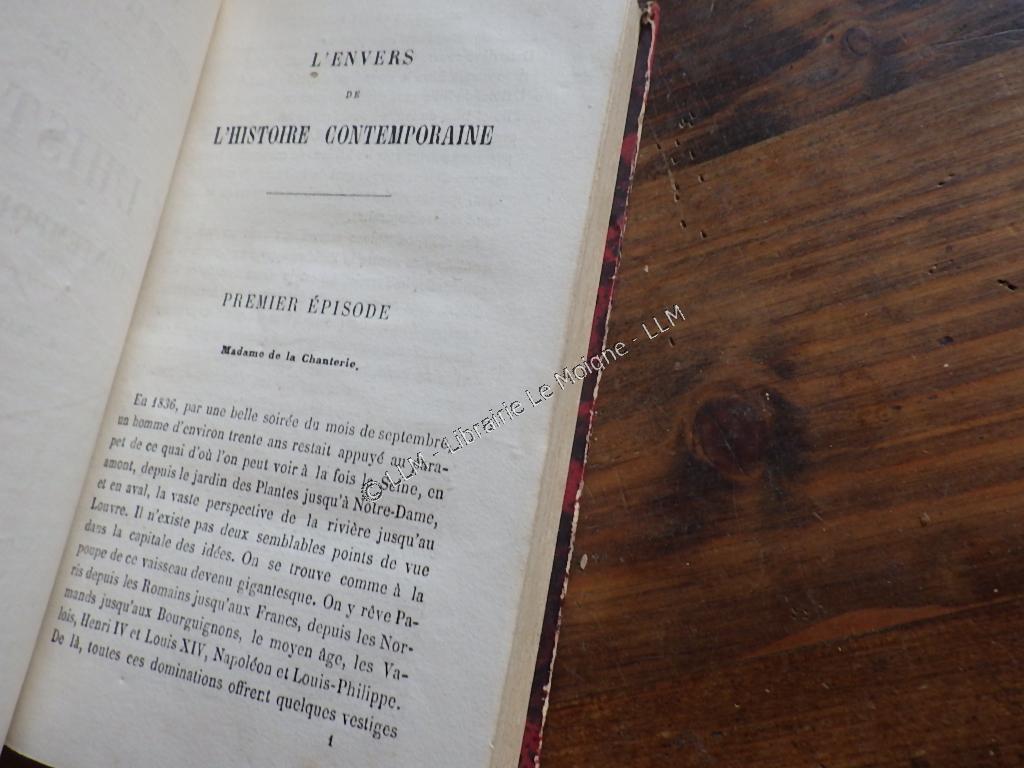 L'ENVERS
DE
L'HISTOIRE CONTEMPORAINE
PREMIER ÉPISODE
Madame de la Chanterie.
En 1836, par une belle soirée du mois de septembre,
un homme d'environ trente ans restait appuyé au para-
pet de ce quai d'où l'on peut voir à la fois la Seine, en
amont, depuis le jardin des Plantes jusqu'à Notre-Dame,
et en aval, la vaste perspective de la rivière jusqu'au
Louvre. Il n'existe pas deux semblables points de vue
dans la capitale des idées. On se trouve comme à la
poupe de ce vaisseau devenu gigantesque. On y rêve Pa-
ris depuis les Romains jusqu'aux Francs, depuis les Nor-
mands jusqu'aux Bourguignons, le moyen âge, les Va-
lois, Henri IV et Louis XIV, Napoléon et Louis-Philippe.
De là, toutes ces dominations offrent quelques vestiges
1
© LLM - Librairie Le Moigne - LLM